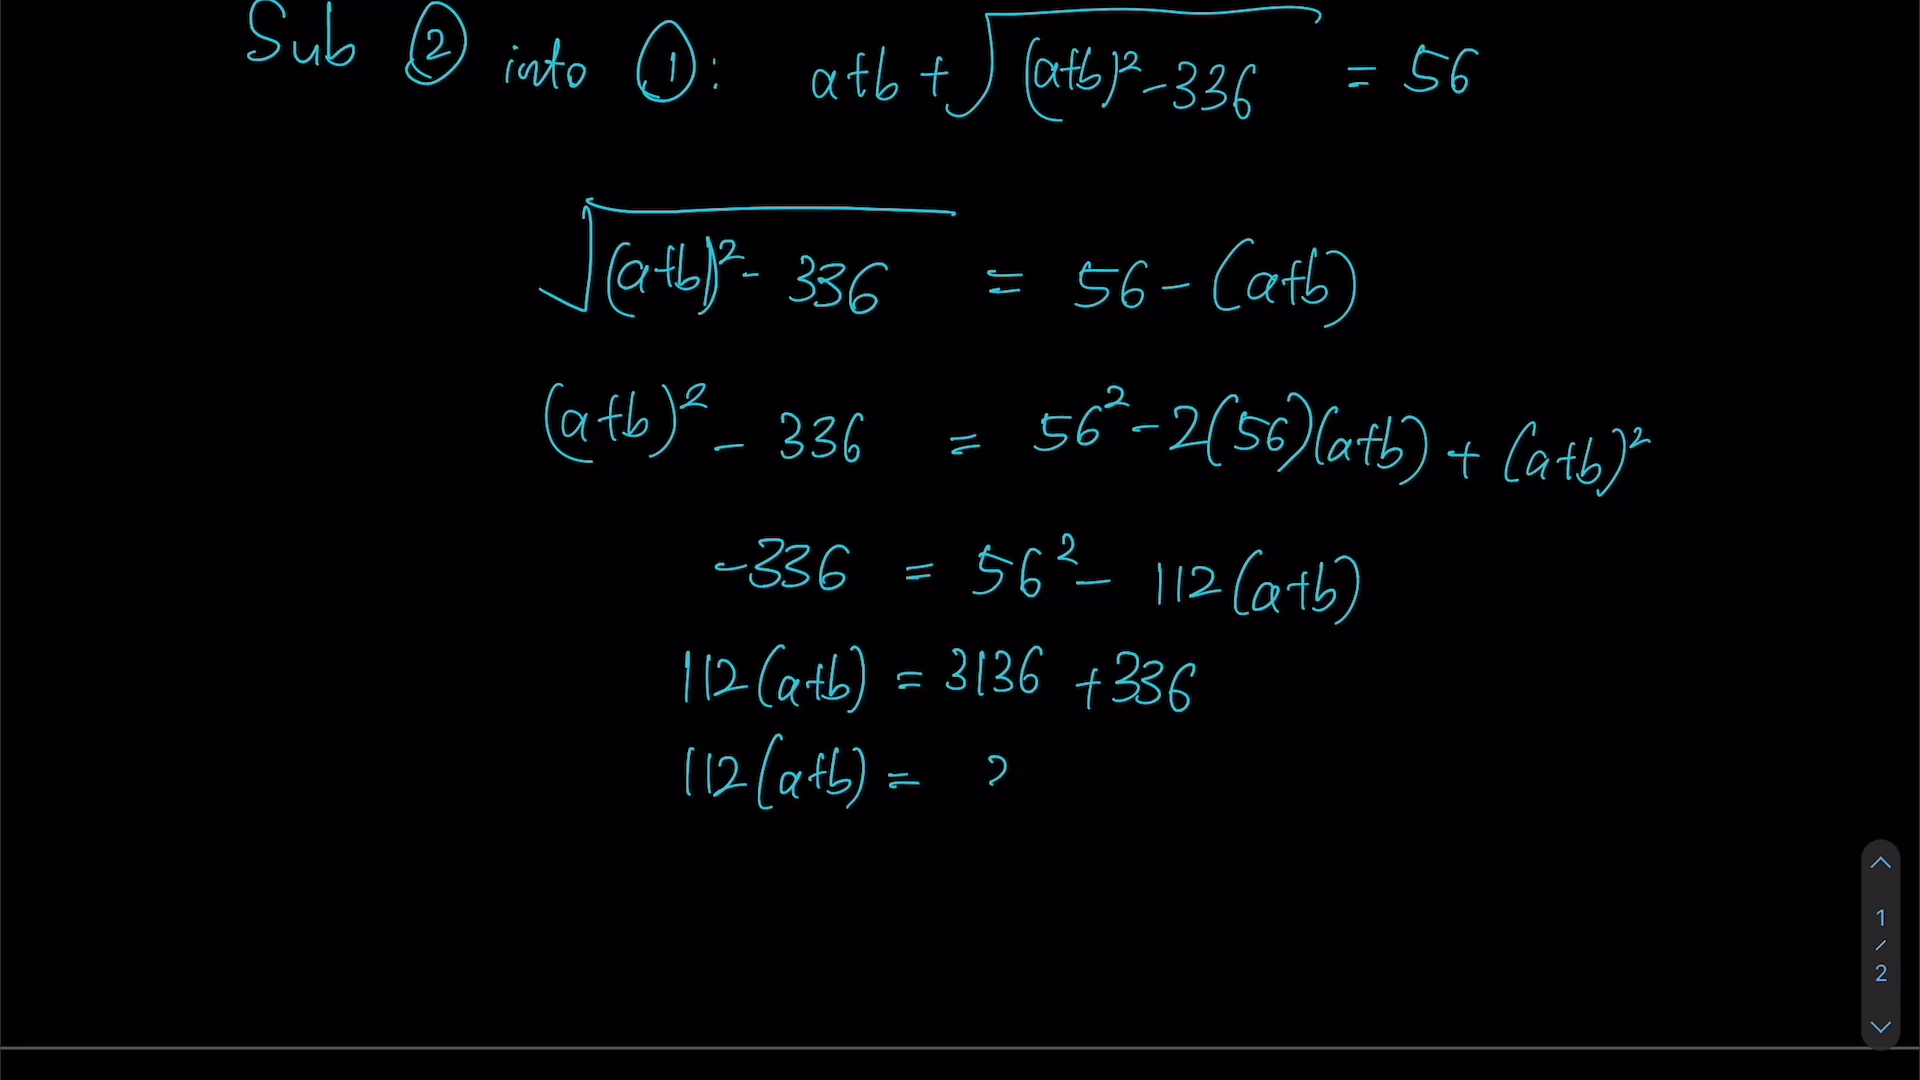 Sub ② into ①: a+b+√((a+b)²-336) = 56
√((a+b)²-336) = 56-(a+b)
(a+b)² - 336 = 56²-2(56)(a+b) + (a+b)²
-336 = 56² - 112(a+b)
112(a+b) = 3136 +336
112(a+b) =
1
/
2